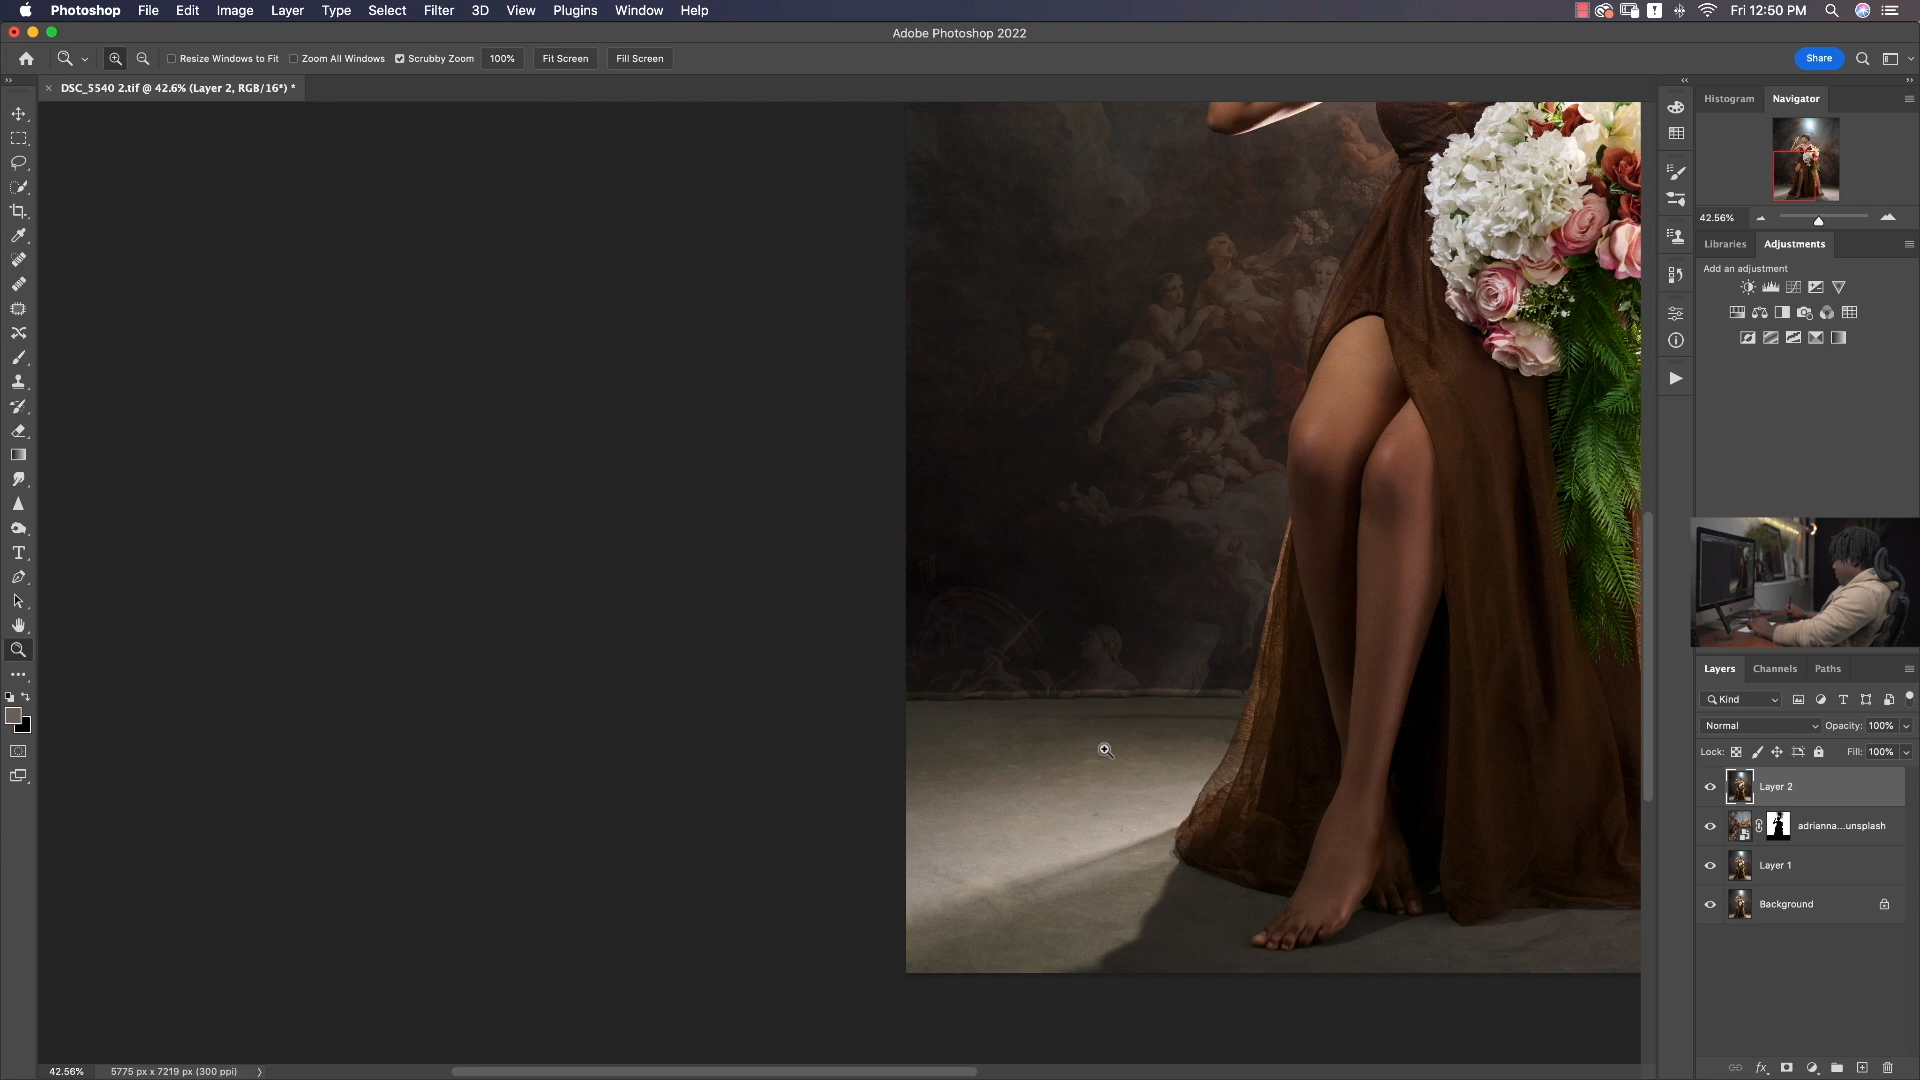 Photoshop File Edit Image Layer Type Select Filter 3D View Plugins Window Help Fri 12:50 PM
Adobe Photoshop 2022
Resize Windows to Fit Zoom All Windows Scrubby Zoom 100% Fit Screen Fill Screen Share
DSC_5540 2.tif @ 42.6% (Layer 2, RGB/16*) *
Histogram Navigator
42.56%
Libraries Adjustments
Add an adjustment
Layers Channels Paths
Kind
Normal Opacity: 100%
Lock: Fill: 100%
Layer 2
adrianna...unsplash
Layer 1
Background
42.56% 5775 px x 7219 px (300 ppi)